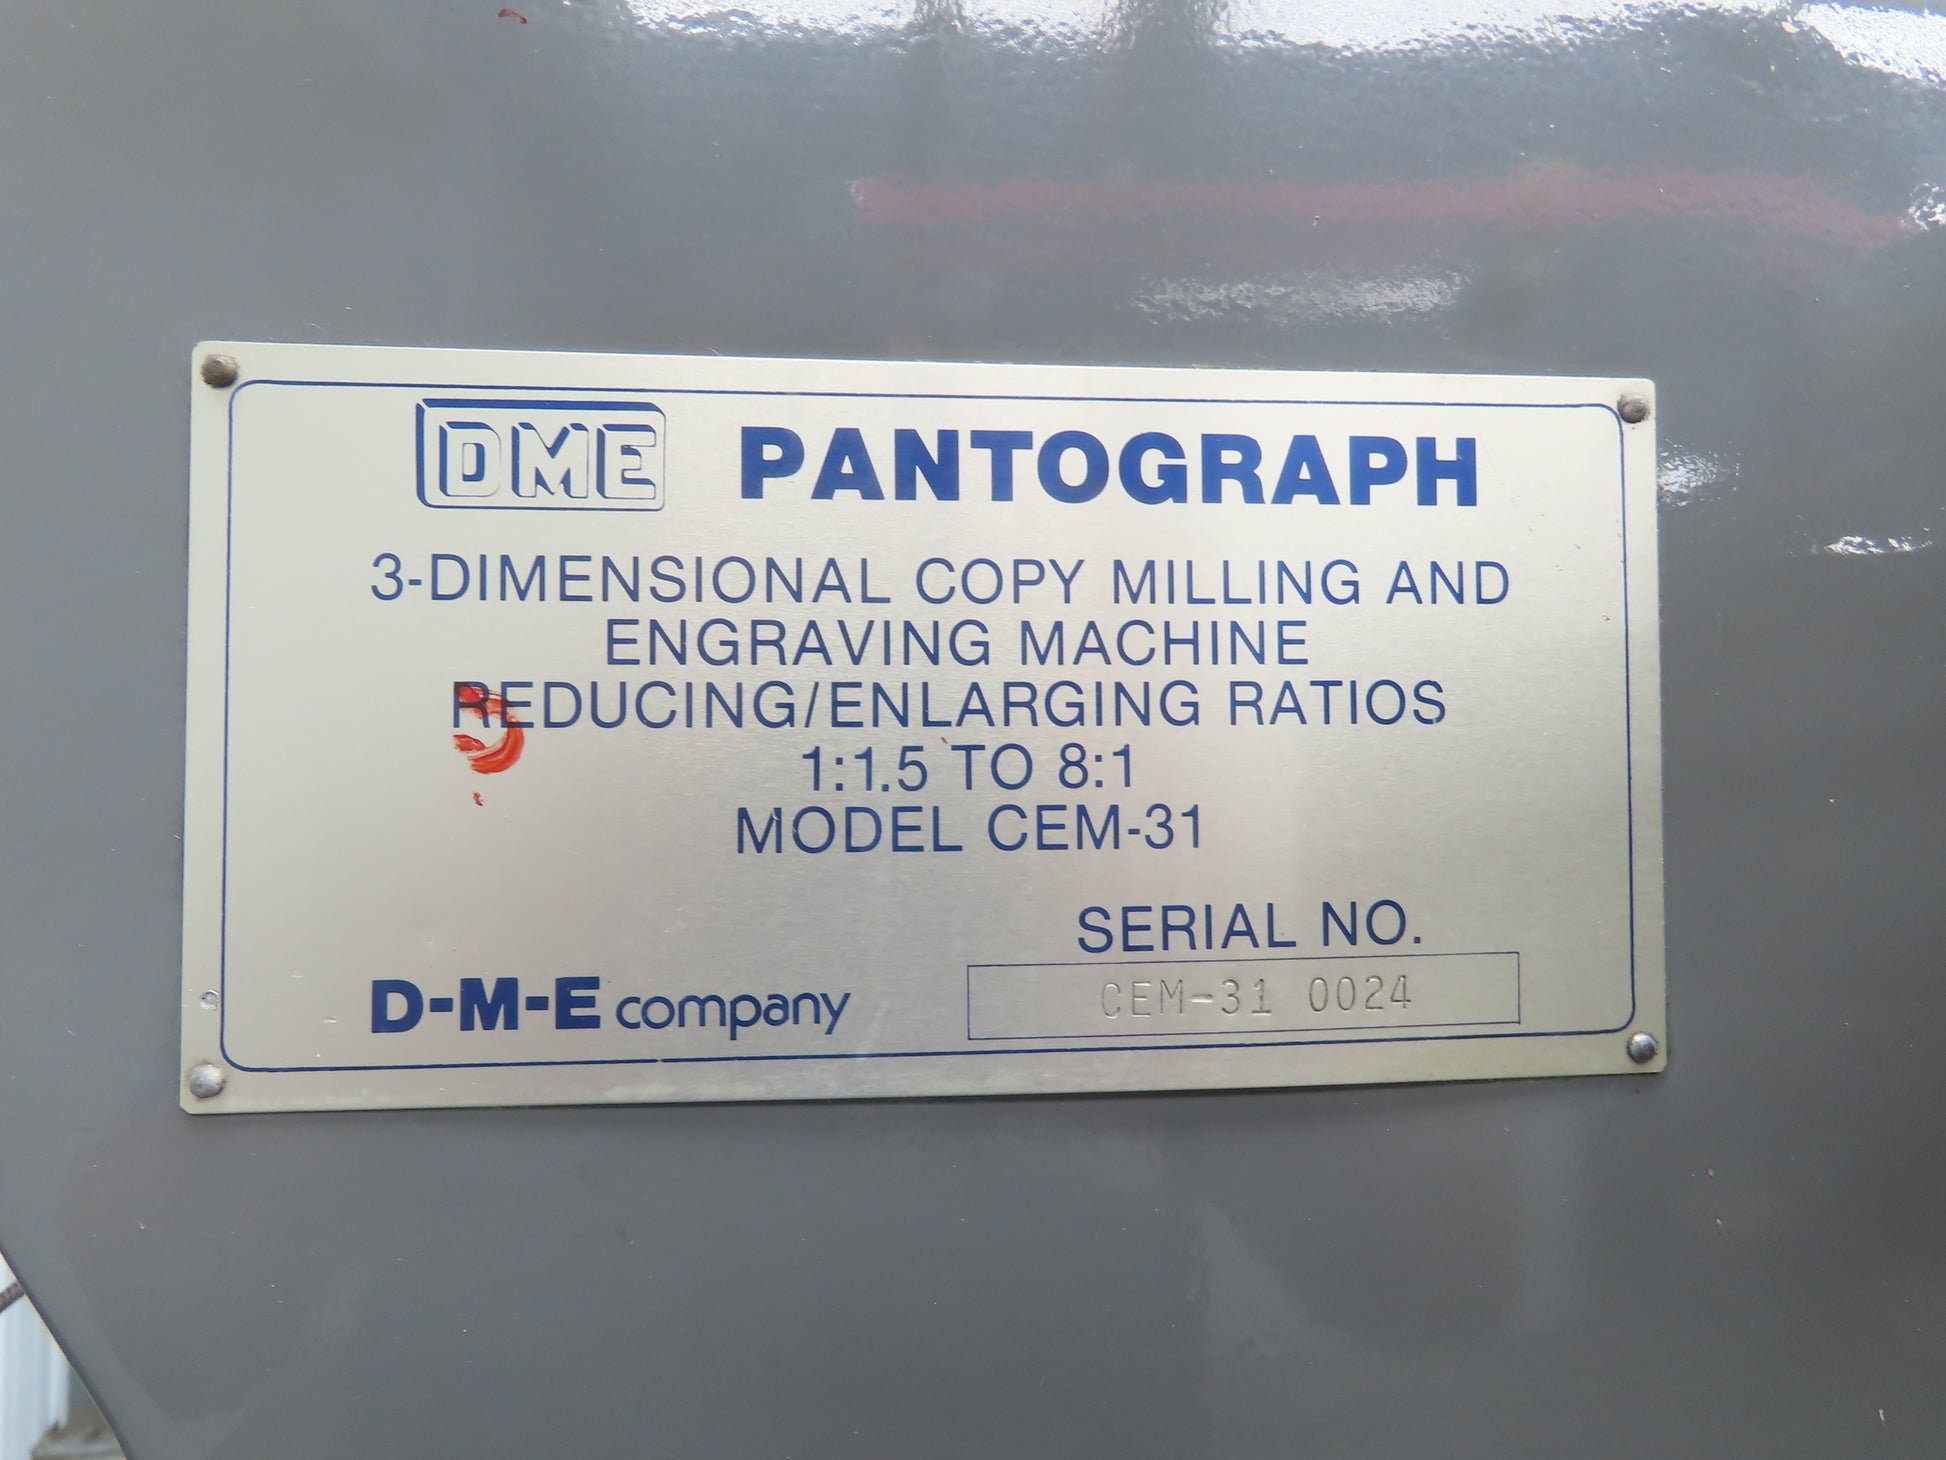 DME PANTOGRAPH
3-DIMENSIONAL COPY MILLING AND
ENGRAVING MACHINE
REDUCING/ENLARGING RATIOS
1:1.5 TO 8:1
MODEL CEM-31
SERIAL NO.
D-M-E company CEM-31 0024